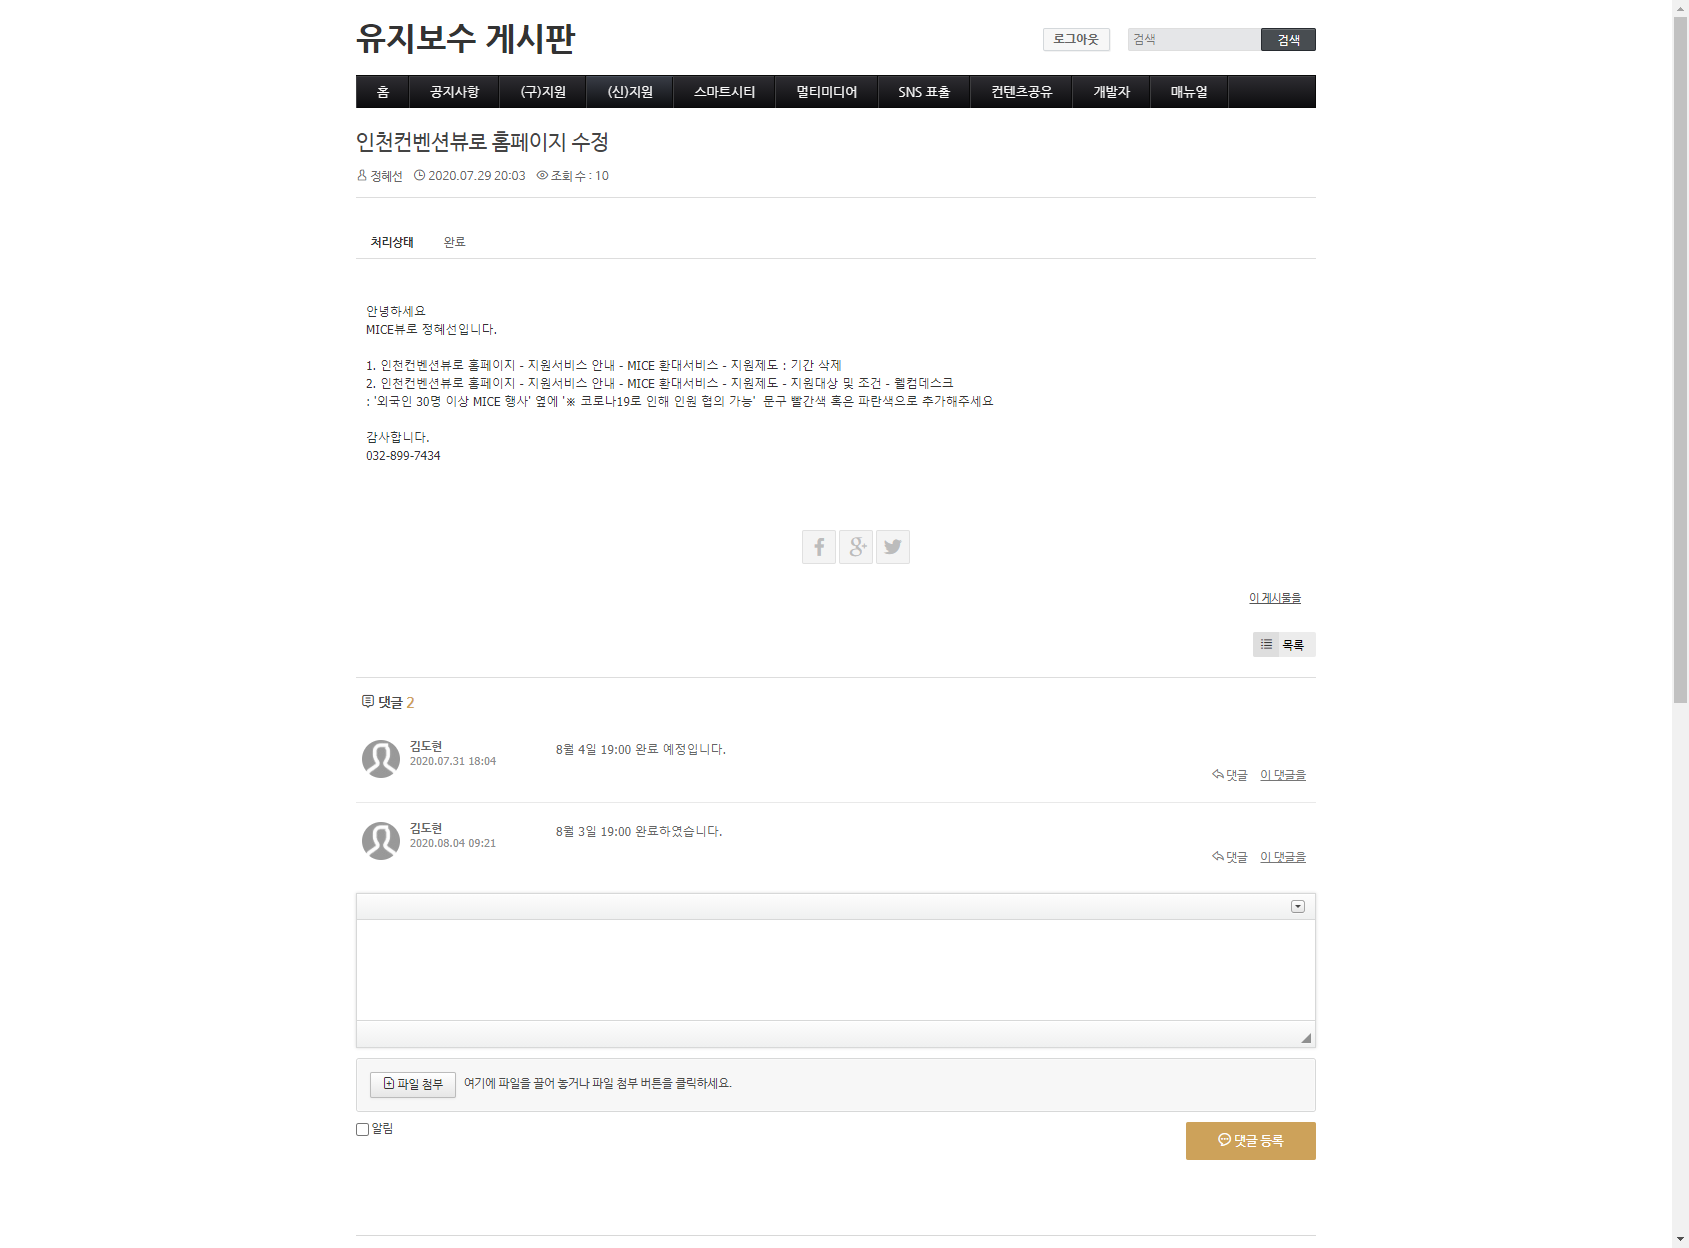 유지보수 게시판
로그아웃
검색
검색
홈 공지사항 (구)지원 (신)지원 스마트시티 멀티미디어 SNS 표출 컨텐츠공유 개발자 매뉴얼
인천컨벤션뷰로 홈페이지 수정
정혜선 2020.07.29 20:03 조회 수 : 10
처리상태 완료
안녕하세요
MICE뷰로 정혜선입니다.
1. 인천컨벤션뷰로 홈페이지 - 지원서비스 안내 - MICE 환대서비스 - 지원제도 : 기간 삭제
2. 인천컨벤션뷰로 홈페이지 - 지원서비스 안내 - MICE 환대서비스 - 지원제도 - 지원대상 및 조건 - 웰컴데스크
: '외국인 30명 이상 MICE 행사' 옆에 '※ 코로나19로 인해 인원 협의 가능'  문구 빨간색 혹은 파란색으로 추가해주세요
감사합니다.
032-899-7434
이 게시물을
목록
댓글 2
김도현
2020.07.31 18:04
8월 4일 19:00 완료 예정입니다.
댓글 이 댓글을
김도현
2020.08.04 09:21
8월 3일 19:00 완료하였습니다.
댓글 이 댓글을
파일 첨부 여기에 파일을 끌어 놓거나 파일 첨부 버튼을 클릭하세요.
알림
댓글 등록